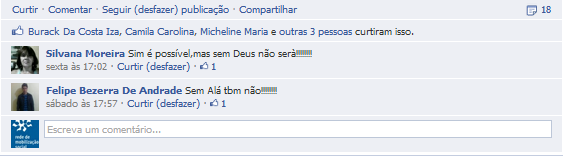 Curtir · Comentar · Seguir (desfazer) publicação · Compartilhar 18
Burack Da Costa Iza, Camila Carolina, Micheline Maria e outras 3 pessoas curtiram isso.
Silvana Moreira Sim é possível,mas sem Deus não será!!!!!!!!!
sexta às 17:02 · Curtir (desfazer) · 1
Felipe Bezerra De Andrade Sem Alá tbm não!!!!!!!!!
sábado às 17:57 · Curtir (desfazer) · 1
Escreva um comentário...
rede de
mobilização
social